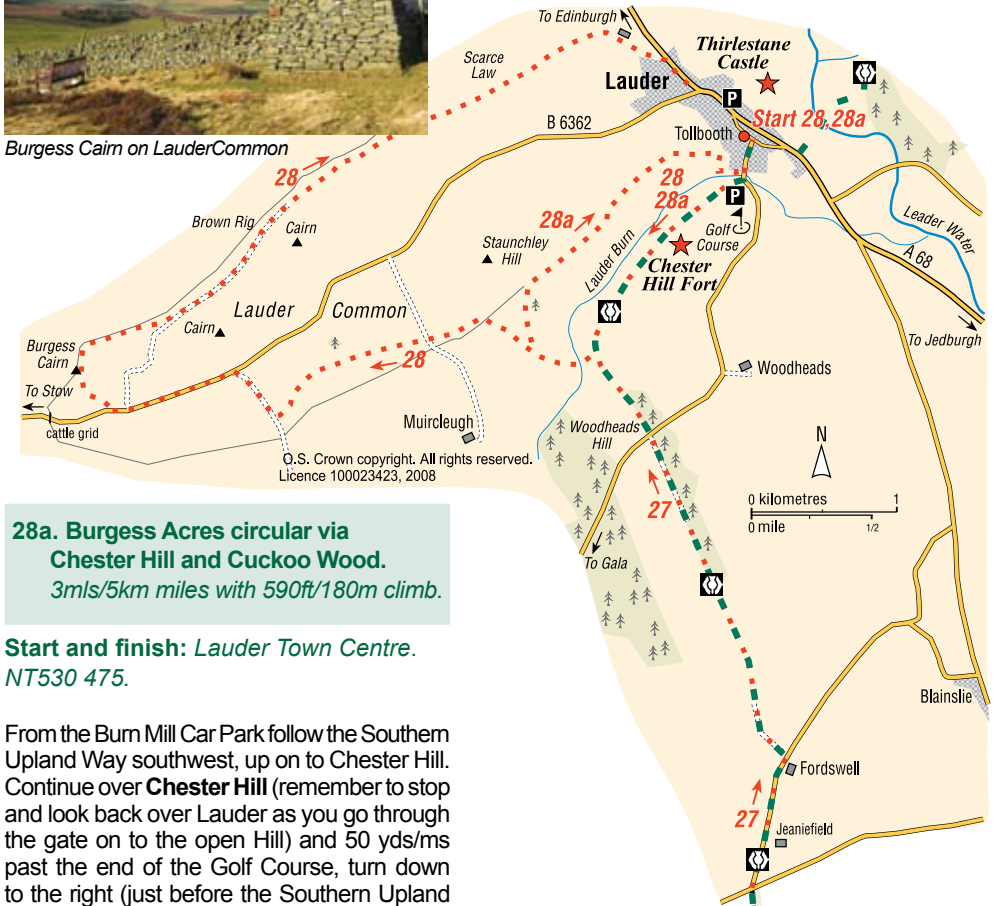 Burgess Cairn on LauderCommon
To Edinburgh
Scarce
Law
Thirlestane
Castle
Lauder
P
Start 28, 28a
B 6362
Tollbooth
28
28
28a
P
Brown Rig
Cairn
28a
Staunchley
Hill
Golf
Course
Leader Water
Lauder Burn
A 68
Chester
Hill Fort
Lauder Common
Cairn
To Jedburgh
Burgess
Cairn
28
Woodheads
To Stow
cattle grid
Muircleugh
Woodheads
Hill
N
O.S. Crown copyright. All rights reserved.
Licence 100023423, 2008
0 kilometres 1
0 mile 1/2
27
To Gala
28a. Burgess Acres circular via
Chester Hill and Cuckoo Wood.
3mls/5km miles with 590ft/180m climb.
Start and finish: Lauder Town Centre.
NT530 475.
From the Burn Mill Car Park follow the Southern
Upland Way southwest, up on to Chester Hill.
Continue over Chester Hill (remember to stop
and look back over Lauder as you go through
the gate on to the open Hill) and 50 yds/ms
past the end of the Golf Course, turn down
to the right (just before the Southern Upland
Blainslie
Fordswell
27
Jeaniefield